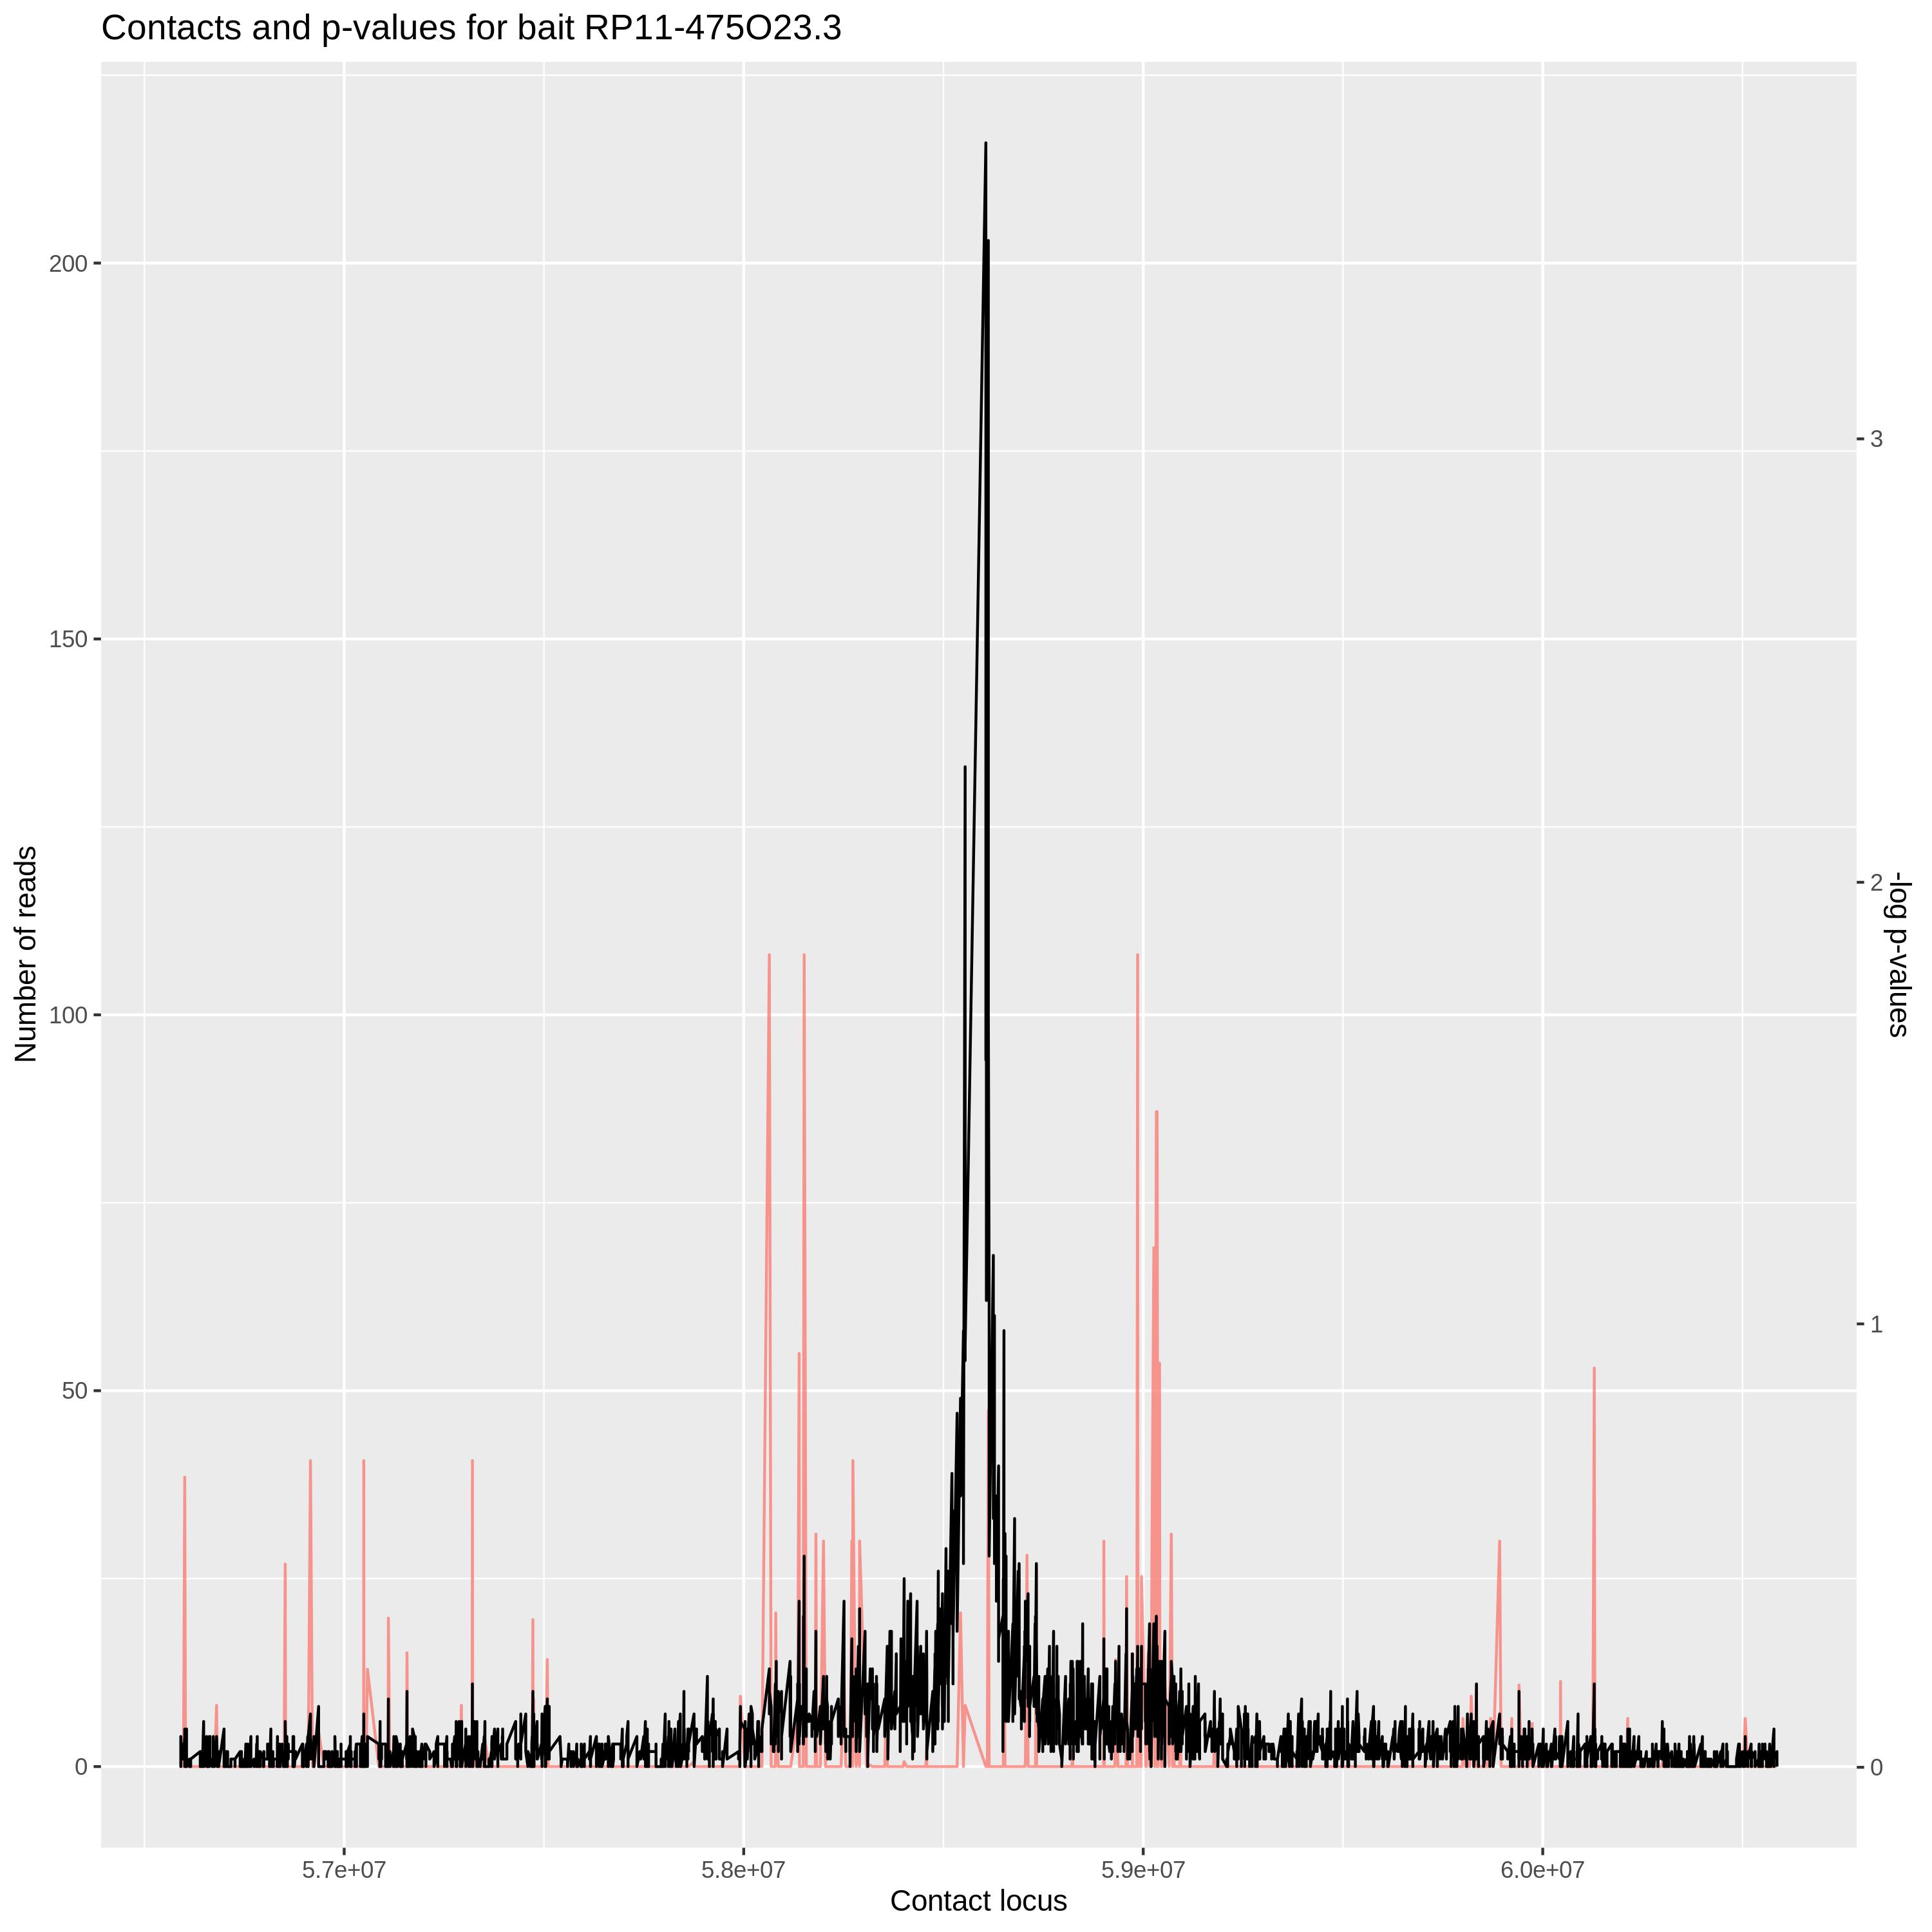 Contacts and p-values for bait RP11-475O23.3
200
150
100
50
0
Number of reads
3
2
1
0
-log p-values
5.7e+07
5.8e+07
5.9e+07
6.0e+07
Contact locus